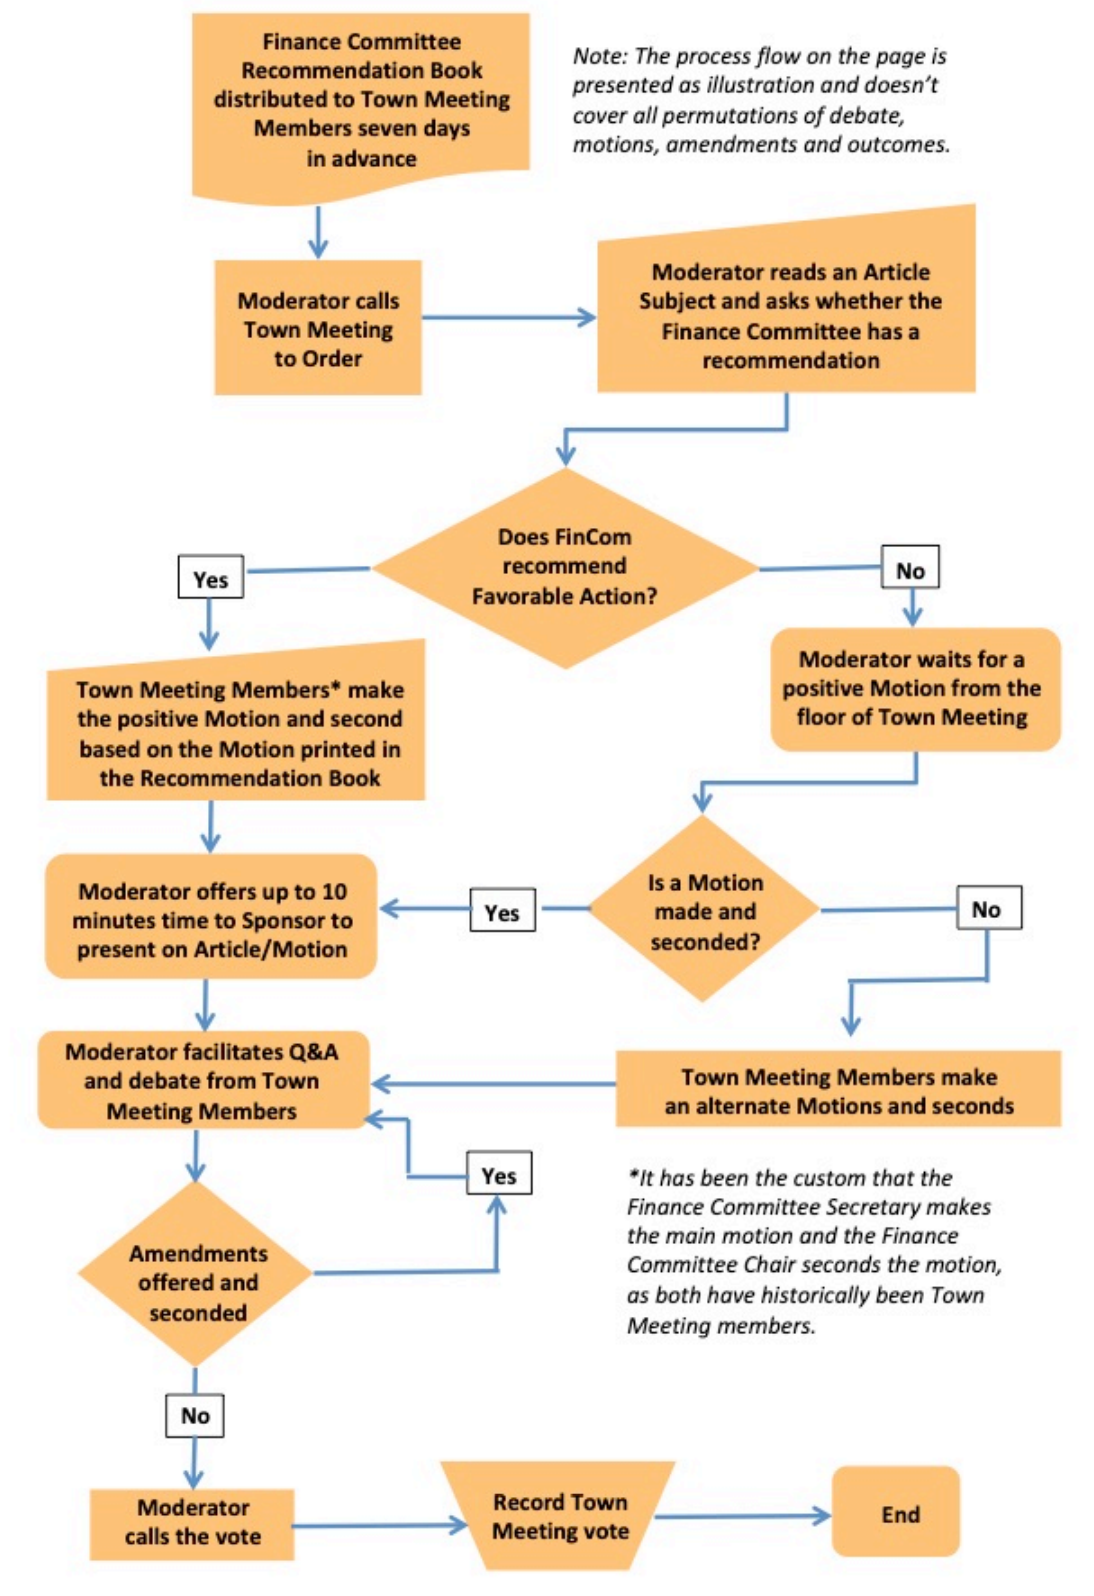 Finance Committee
Recommendation Book
distributed to Town Meeting
Members seven days
in advance
Note: The process flow on the page is
presented as illustration and doesn't
cover all permutations of debate,
motions, amendments and outcomes.
Moderator calls
Town Meeting
to Order
Moderator reads an Article
Subject and asks whether the
Finance Committee has a
recommendation
Does FinCom
recommend
Favorable Action?
Yes
No
Town Meeting Members* make
the positive Motion and second
based on the Motion printed in
the Recommendation Book
Moderator waits for a
positive Motion from the
floor of Town Meeting
Is a Motion
made and
seconded?
Yes
No
Moderator offers up to 10
minutes time to Sponsor to
present on Article/Motion
Town Meeting Members make
an alternate Motions and seconds
Moderator facilitates Q&A
and debate from Town
Meeting Members
Yes
Amendments
offered and
seconded
*It has been the custom that the
Finance Committee Secretary makes
the main motion and the Finance
Committee Chair seconds the motion,
as both have historically been Town
Meeting members.
No
Moderator
calls the vote
Record Town
Meeting vote
End